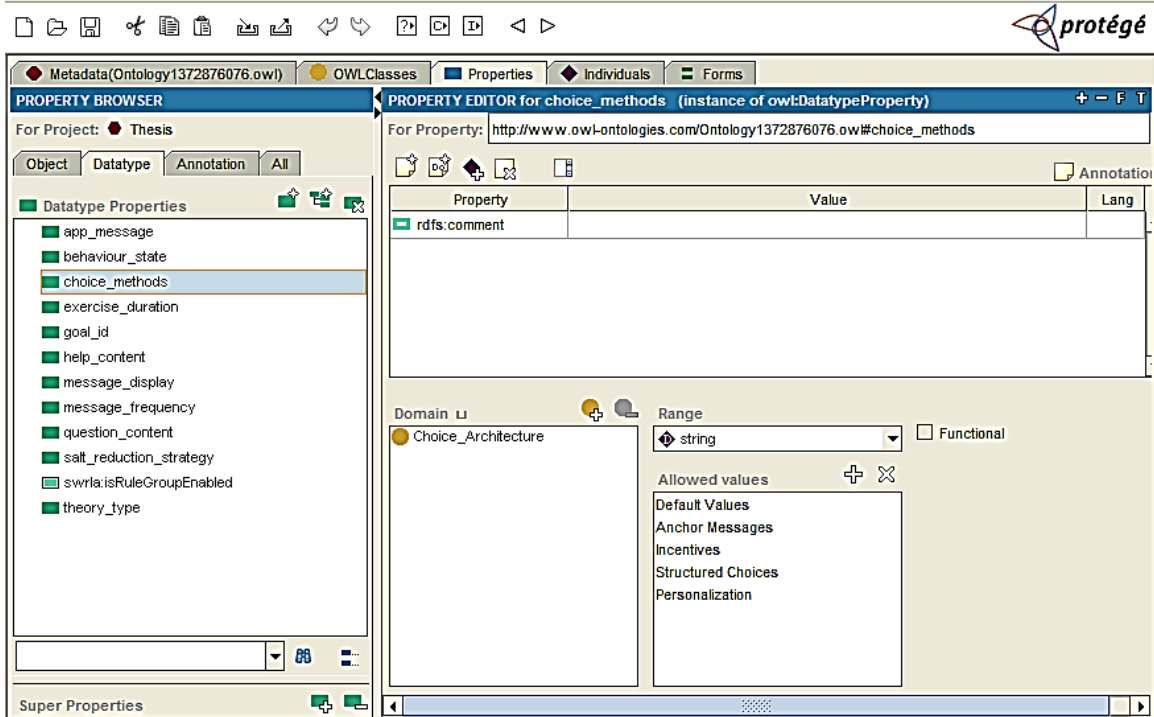 protégé
Metadata(Ontology1372876076.owl) OWLClasses Properties Individuals Forms
PROPERTY BROWSER
For Project: Thesis
Object Datatype Annotation All
Datatype Properties
app_message
behaviour_state
choice_methods
exercise_duration
goal_id
help_content
message_display
message_frequency
question_content
salt_reduction_strategy
swrla:isRuleGroupEnabled
theory_type
Super Properties
PROPERTY EDITOR for choice_methods (instance of owl:DatatypeProperty) + − F T
For Property: http://www.owl-ontologies.com/Ontology1372876076.owl#choice_methods
Annotation
Property Value Lang
rdfs:comment
Domain ⊔
Choice_Architecture
Range
string
Functional
Allowed values
Default Values
Anchor Messages
Incentives
Structured Choices
Personalization